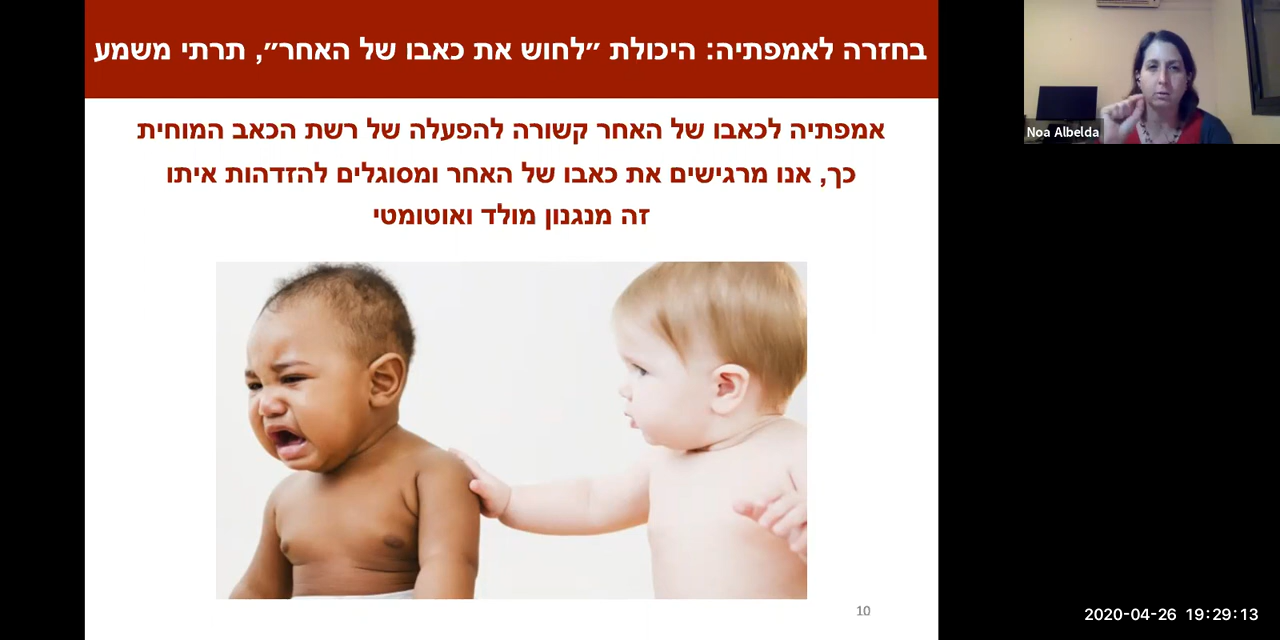 בחזרה לאמפתיה: היכולת ״לחוש את כאבו של האחר״, תרתי משמע
אמפתיה לכאבו של האחר קשורה להפעלה של רשת הכאב המוחית
כך, אנו מרגישים את כאבו של האחר ומסוגלים להזדהות איתו
זה מנגנון מולד ואוטומטי
Noa Albelda
10
2020-04-26 19:29:13